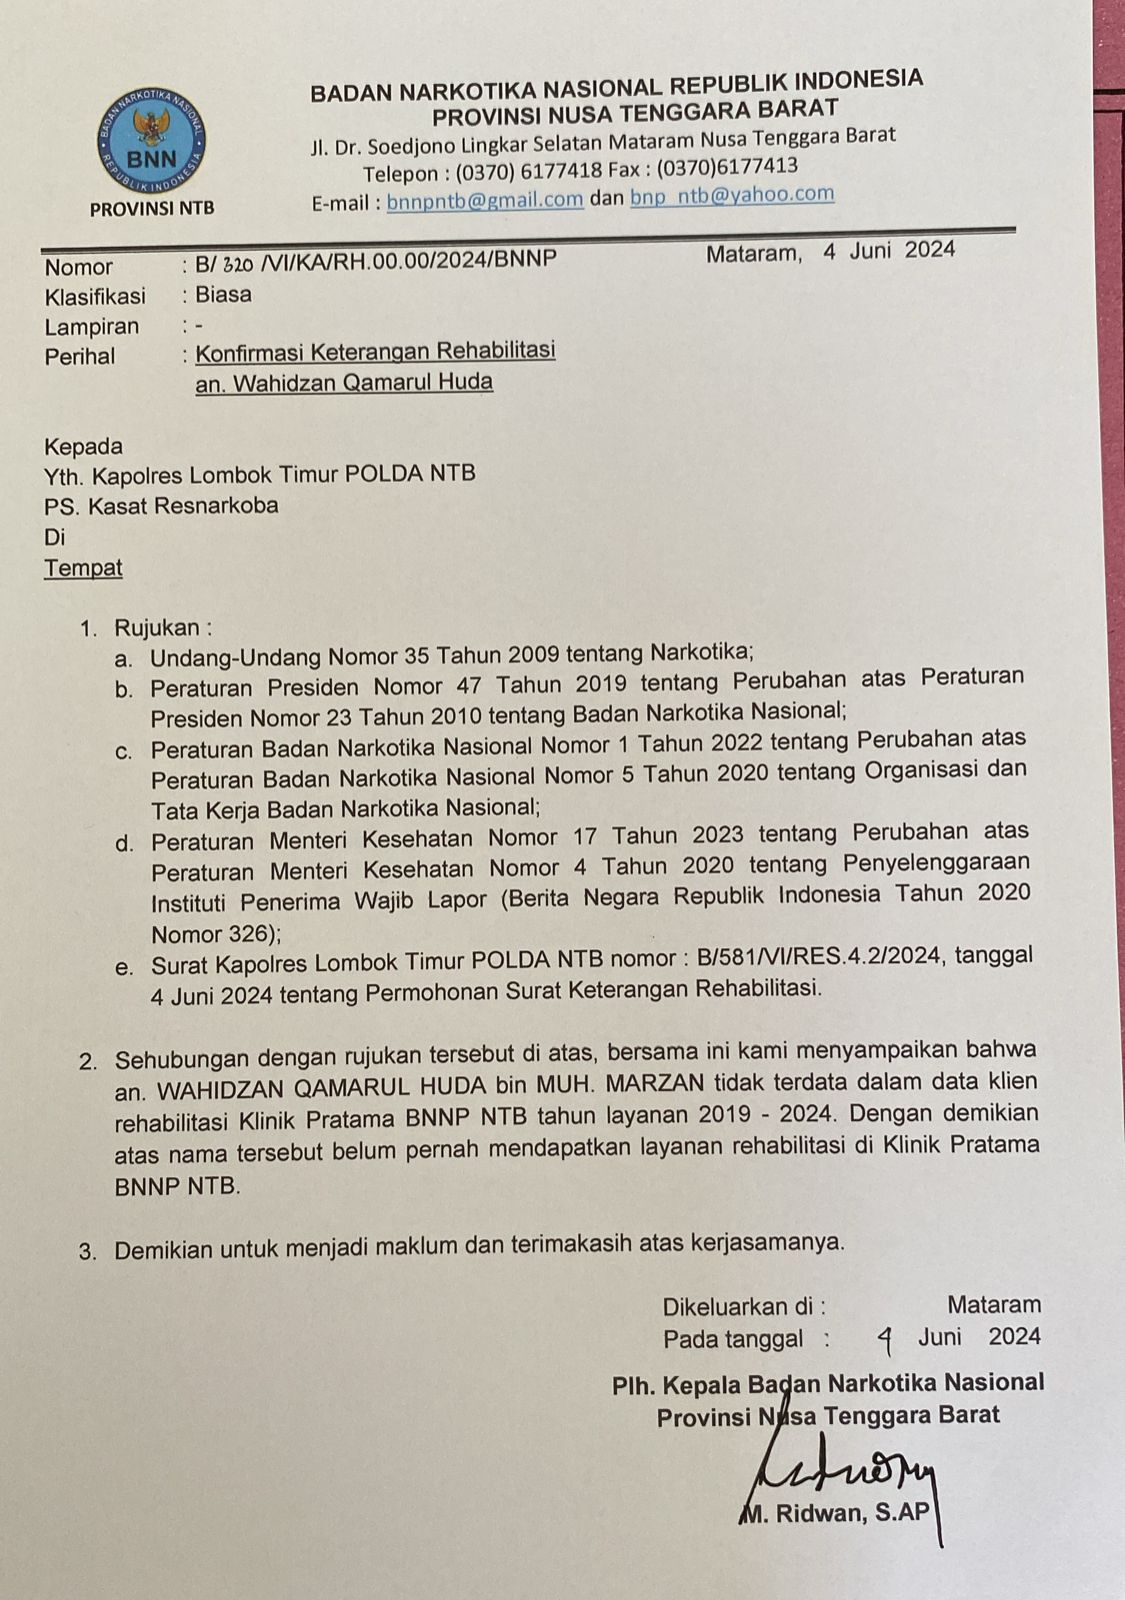 BADAN NARKOTIKA NASIONAL
BNN
REPUBLIK INDONESIA
PROVINSI NTB
BADAN NARKOTIKA NASIONAL REPUBLIK INDONESIA
PROVINSI NUSA TENGGARA BARAT
Jl. Dr. Soedjono Lingkar Selatan Mataram Nusa Tenggara Barat
Telepon : (0370) 6177418 Fax : (0370)6177413
E-mail : bnnpntb@gmail.com dan bnp_ntb@yahoo.com
Nomor : B/ 320 /VI/KA/RH.00.00/2024/BNNP Mataram, 4 Juni 2024
Klasifikasi : Biasa
Lampiran : -
Perihal : Konfirmasi Keterangan Rehabilitasi
an. Wahidzan Qamarul Huda
Kepada
Yth. Kapolres Lombok Timur POLDA NTB
PS. Kasat Resnarkoba
Di
Tempat
1. Rujukan :
a. Undang-Undang Nomor 35 Tahun 2009 tentang Narkotika;
b. Peraturan Presiden Nomor 47 Tahun 2019 tentang Perubahan atas Peraturan
Presiden Nomor 23 Tahun 2010 tentang Badan Narkotika Nasional;
c. Peraturan Badan Narkotika Nasional Nomor 1 Tahun 2022 tentang Perubahan atas
Peraturan Badan Narkotika Nasional Nomor 5 Tahun 2020 tentang Organisasi dan
Tata Kerja Badan Narkotika Nasional;
d. Peraturan Menteri Kesehatan Nomor 17 Tahun 2023 tentang Perubahan atas
Peraturan Menteri Kesehatan Nomor 4 Tahun 2020 tentang Penyelenggaraan
Instituti Penerima Wajib Lapor (Berita Negara Republik Indonesia Tahun 2020
Nomor 326);
e. Surat Kapolres Lombok Timur POLDA NTB nomor : B/581/VI/RES.4.2/2024, tanggal
4 Juni 2024 tentang Permohonan Surat Keterangan Rehabilitasi.
2. Sehubungan dengan rujukan tersebut di atas, bersama ini kami menyampaikan bahwa
an. WAHIDZAN QAMARUL HUDA bin MUH. MARZAN tidak terdata dalam data klien
rehabilitasi Klinik Pratama BNNP NTB tahun layanan 2019 - 2024. Dengan demikian
atas nama tersebut belum pernah mendapatkan layanan rehabilitasi di Klinik Pratama
BNNP NTB.
3. Demikian untuk menjadi maklum dan terimakasih atas kerjasamanya.
Dikeluarkan di : Mataram
Pada tanggal : 4 Juni 2024
Plh. Kepala Badan Narkotika Nasional
Provinsi Nusa Tenggara Barat
M. Ridwan, S.AP